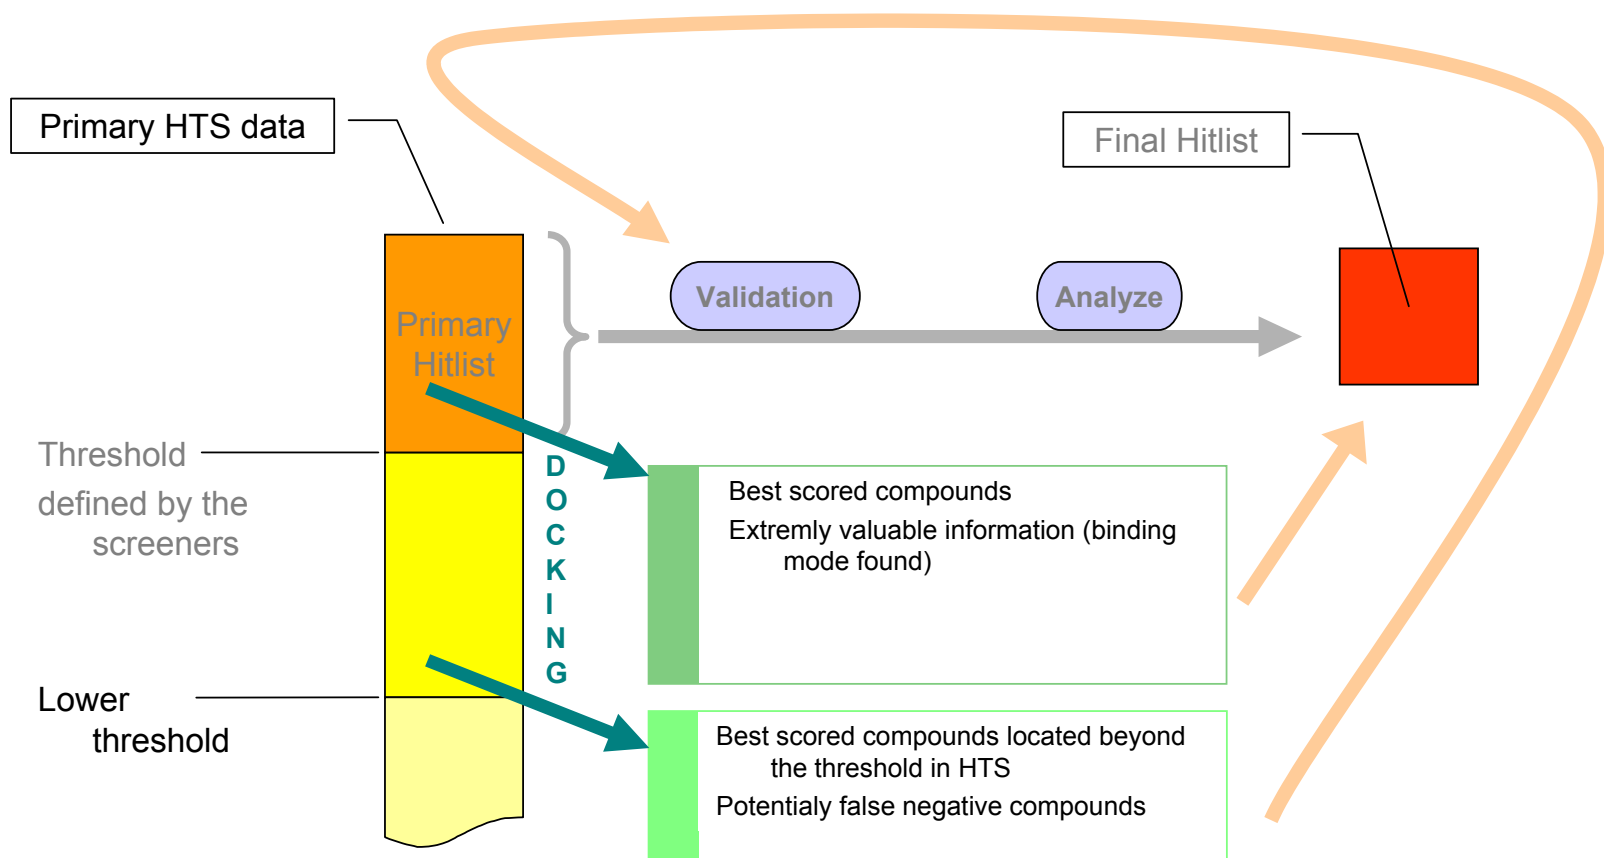 Primary HTS data
Final Hitlist
Validation
Analyze
Primary
Hitlist
Threshold
defined by the
screeners
D
O
C
K
I
N
G
Best scored compounds
Extremly valuable information (binding
mode found)
Lower
threshold
Best scored compounds located beyond
the threshold in HTS
Potentialy false negative compounds